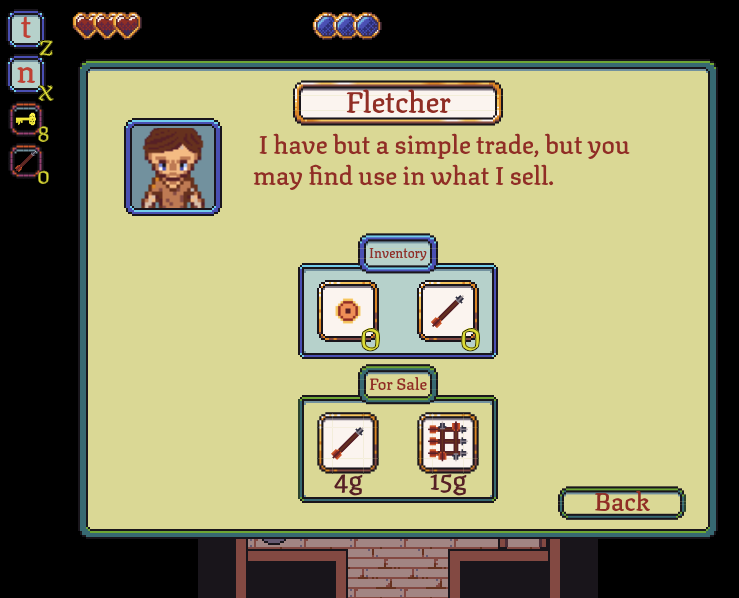 t
Z
n
X
8
0
Fletcher
I have but a simple trade, but you
may find use in what I sell.
Inventory
0 0
For Sale
4g 15g
Back